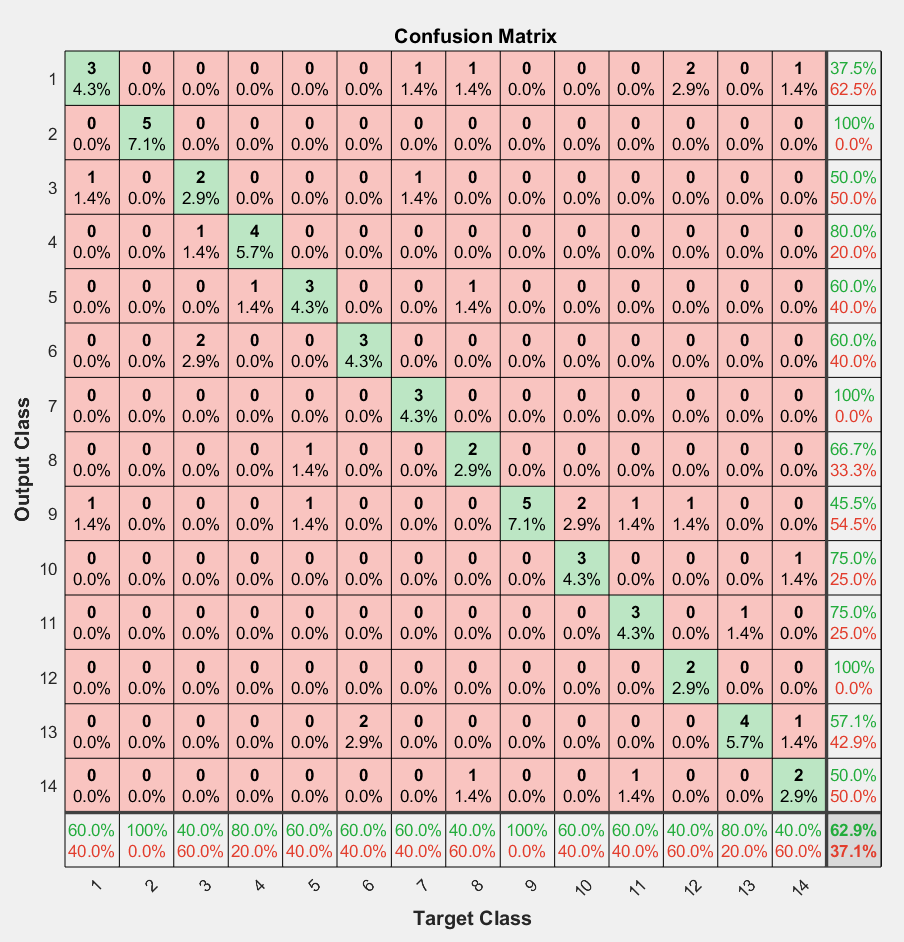 Confusion Matrix
1 3 0 0 0 0 0 1 1 0 0 0 2 0 1 37.5%
4.3% 0.0% 0.0% 0.0% 0.0% 0.0% 1.4% 1.4% 0.0% 0.0% 0.0% 2.9% 0.0% 1.4% 62.5%
2 0 5 0 0 0 0 0 0 0 0 0 0 0 0 100%
0.0% 7.1% 0.0% 0.0% 0.0% 0.0% 0.0% 0.0% 0.0% 0.0% 0.0% 0.0% 0.0% 0.0% 0.0%
3 1 0 2 0 0 0 1 0 0 0 0 0 0 0 50.0%
1.4% 0.0% 2.9% 0.0% 0.0% 0.0% 1.4% 0.0% 0.0% 0.0% 0.0% 0.0% 0.0% 0.0% 50.0%
4 0 0 1 4 0 0 0 0 0 0 0 0 0 0 80.0%
0.0% 0.0% 1.4% 5.7% 0.0% 0.0% 0.0% 0.0% 0.0% 0.0% 0.0% 0.0% 0.0% 0.0% 20.0%
5 0 0 0 1 3 0 0 1 0 0 0 0 0 0 60.0%
0.0% 0.0% 0.0% 1.4% 4.3% 0.0% 0.0% 1.4% 0.0% 0.0% 0.0% 0.0% 0.0% 0.0% 40.0%
6 0 0 2 0 0 3 0 0 0 0 0 0 0 0 60.0%
0.0% 0.0% 2.9% 0.0% 0.0% 4.3% 0.0% 0.0% 0.0% 0.0% 0.0% 0.0% 0.0% 0.0% 40.0%
7 0 0 0 0 0 0 3 0 0 0 0 0 0 0 100%
0.0% 0.0% 0.0% 0.0% 0.0% 0.0% 4.3% 0.0% 0.0% 0.0% 0.0% 0.0% 0.0% 0.0% 0.0%
8 0 0 0 0 1 0 0 2 0 0 0 0 0 0 66.7%
0.0% 0.0% 0.0% 0.0% 1.4% 0.0% 0.0% 2.9% 0.0% 0.0% 0.0% 0.0% 0.0% 0.0% 33.3%
9 1 0 0 0 1 0 0 0 5 2 1 1 0 0 45.5%
1.4% 0.0% 0.0% 0.0% 1.4% 0.0% 0.0% 0.0% 7.1% 2.9% 1.4% 1.4% 0.0% 0.0% 54.5%
10 0 0 0 0 0 0 0 0 0 3 0 0 0 1 75.0%
0.0% 0.0% 0.0% 0.0% 0.0% 0.0% 0.0% 0.0% 0.0% 4.3% 0.0% 0.0% 0.0% 1.4% 25.0%
11 0 0 0 0 0 0 0 0 0 0 3 0 1 0 75.0%
0.0% 0.0% 0.0% 0.0% 0.0% 0.0% 0.0% 0.0% 0.0% 0.0% 4.3% 0.0% 1.4% 0.0% 25.0%
12 0 0 0 0 0 0 0 0 0 0 0 2 0 0 100%
0.0% 0.0% 0.0% 0.0% 0.0% 0.0% 0.0% 0.0% 0.0% 0.0% 0.0% 2.9% 0.0% 0.0% 0.0%
13 0 0 0 0 0 2 0 0 0 0 0 0 4 1 57.1%
0.0% 0.0% 0.0% 0.0% 0.0% 2.9% 0.0% 0.0% 0.0% 0.0% 0.0% 0.0% 5.7% 1.4% 42.9%
14 0 0 0 0 0 0 0 1 0 0 1 0 0 2 50.0%
0.0% 0.0% 0.0% 0.0% 0.0% 0.0% 0.0% 1.4% 0.0% 0.0% 1.4% 0.0% 0.0% 2.9% 50.0%
60.0% 100% 40.0% 80.0% 60.0% 60.0% 60.0% 40.0% 100% 60.0% 60.0% 40.0% 80.0% 40.0% 62.9%
40.0% 0.0% 60.0% 20.0% 40.0% 40.0% 40.0% 60.0% 0.0% 40.0% 40.0% 60.0% 20.0% 60.0% 37.1%
1 2 3 4 5 6 7 8 9 10 11 12 13 14
Target Class
Output Class